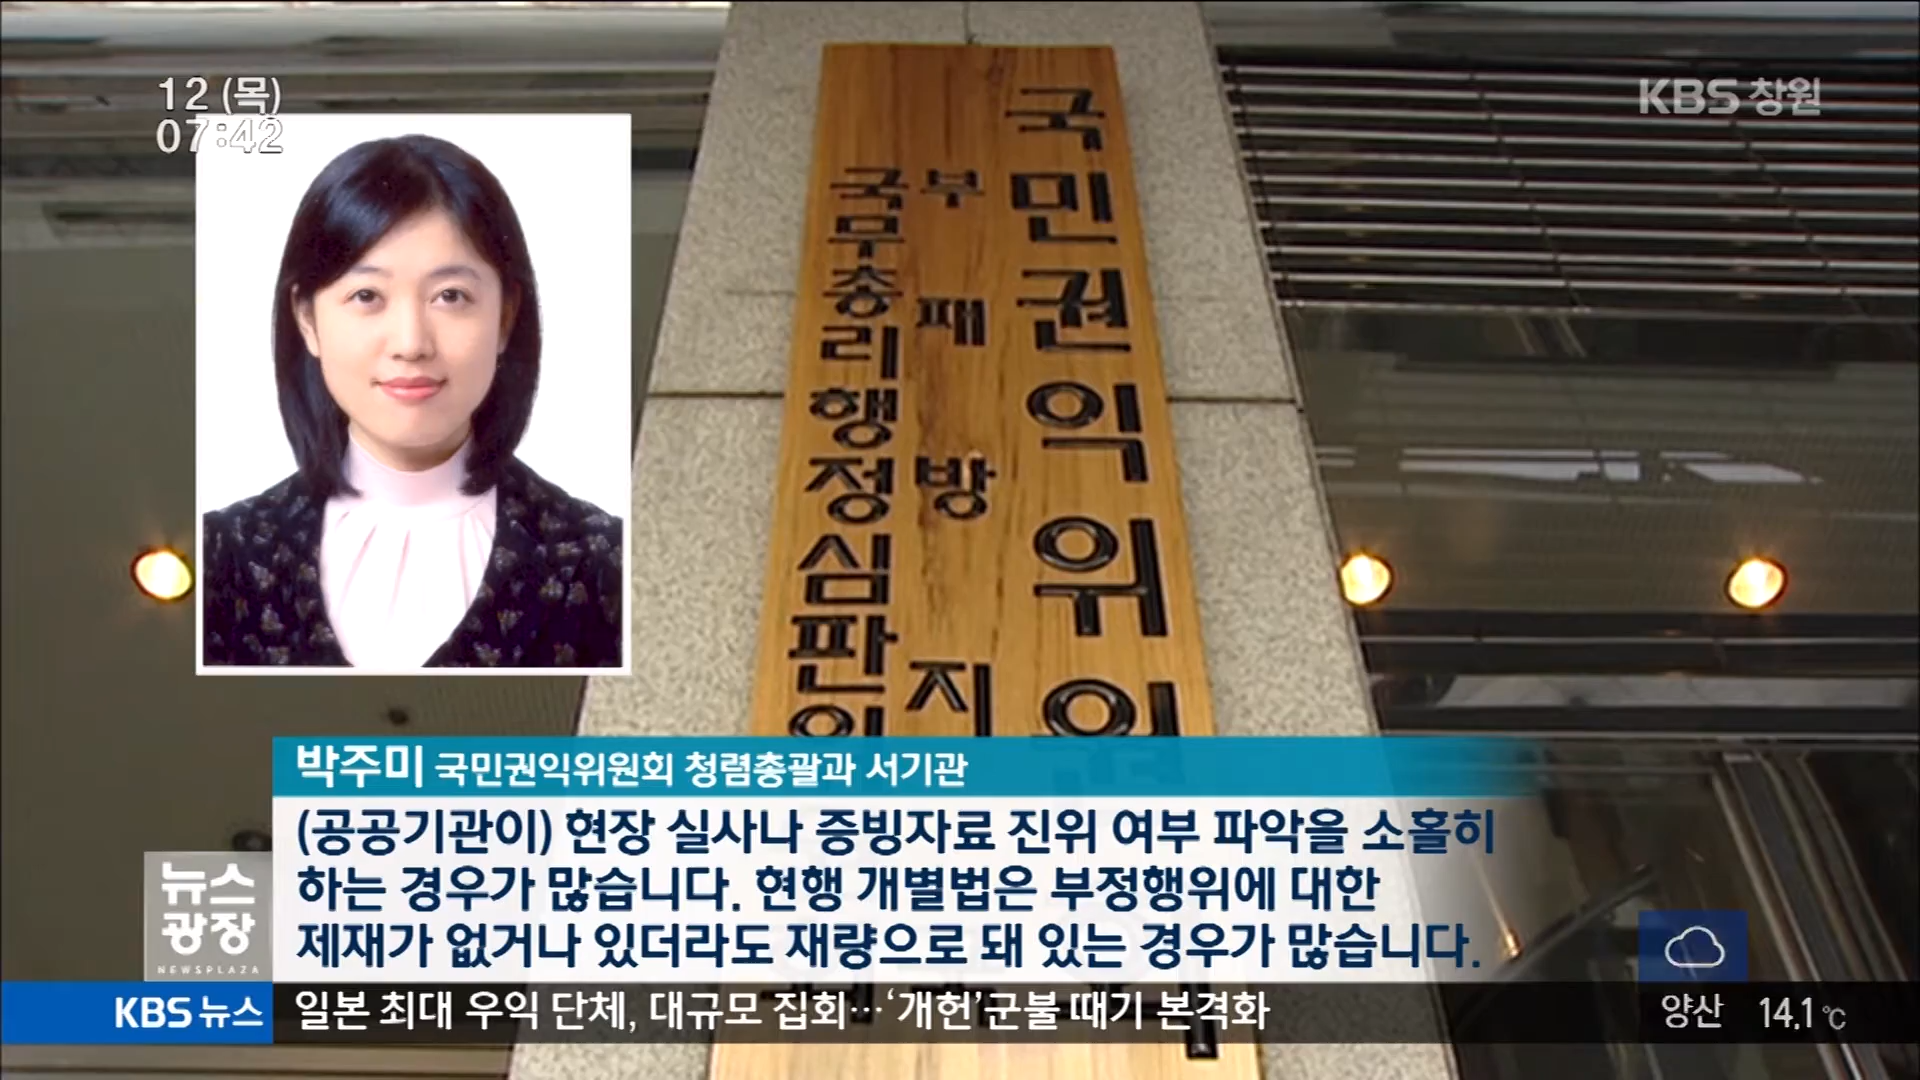 12 (목)
07:42
KBS 창원
국민권익위원
부패방지
국무총리행정심판위
박주미 국민권익위원회 청렴총괄과 서기관
(공공기관이) 현장 실사나 증빙자료 진위 여부 파악을 소홀히
하는 경우가 많습니다. 현행 개별법은 부정행위에 대한
제재가 없거나 있더라도 재량으로 돼 있는 경우가 많습니다.
뉴스
광장
NEWSPLAZA
KBS 뉴스
일본 최대 우익 단체, 대규모 집회…‘개헌’군불 때기 본격화
양산 14.1℃